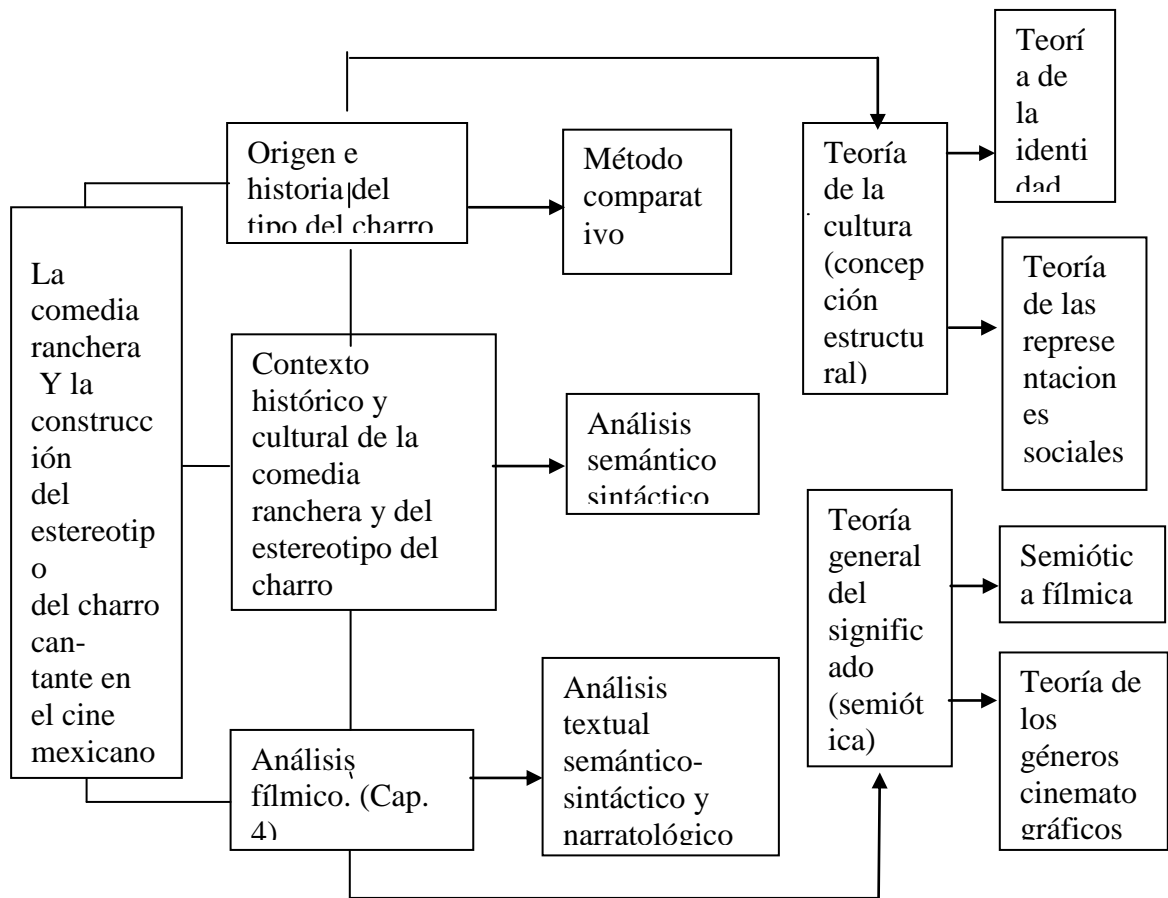 La
comedia
ranchera
Y la
construcc
ión
del
estereotip
o
del charro
can-
tante en
el cine
mexicano
Origen e
historia del
tipo del charro
Contexto
histórico y
cultural de la
comedia
ranchera y del
estereotipo del
charro
Análisis
fílmico. (Cap.
4)
Método
comparat
ivo
Análisis
semántico
sintáctico
Análisis
textual
semántico-
sintáctico y
narratológico
Teoría
de la
cultura
(concep
ción
estructu
ral)
Teoría
general
del
signific
ado
(semiót
ica)
Teorí
a de
la
identi
dad
Teoría
de las
represe
ntacion
es
sociales
Semiótic
a fílmica
Teoría de
los
géneros
cinemato
gráficos